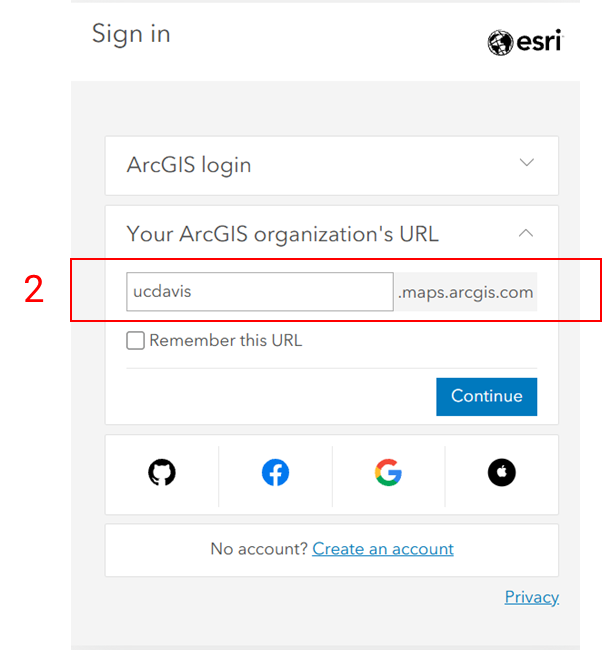 Sign in
esri
ArcGIS login
Your ArcGIS organization's URL
2
ucdavis .maps.arcgis.com
Remember this URL
Continue
No account? Create an account
Privacy